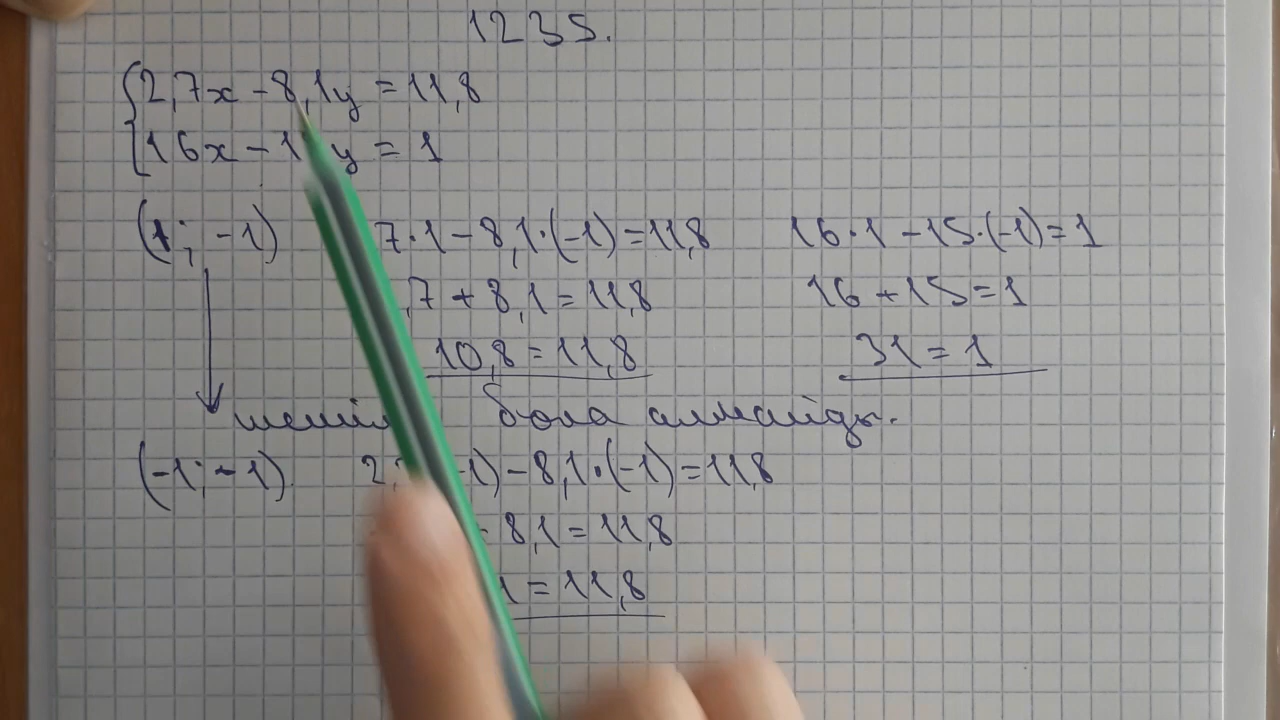 1235.
2,7x - 8,1y = 11,8
16x - 1 y = 1
(1; -1) 7·1 - 8,1·(-1) = 11,8 16·1 - 15·(-1) = 1
,7 + 8,1 = 11,8 16 + 15 = 1
10,8 = 11,8 31 = 1
бола алмайды.
(-1; -1) 2, -1) - 8,1·(-1) = 11,8
8,1 = 11,8
1 = 11,8